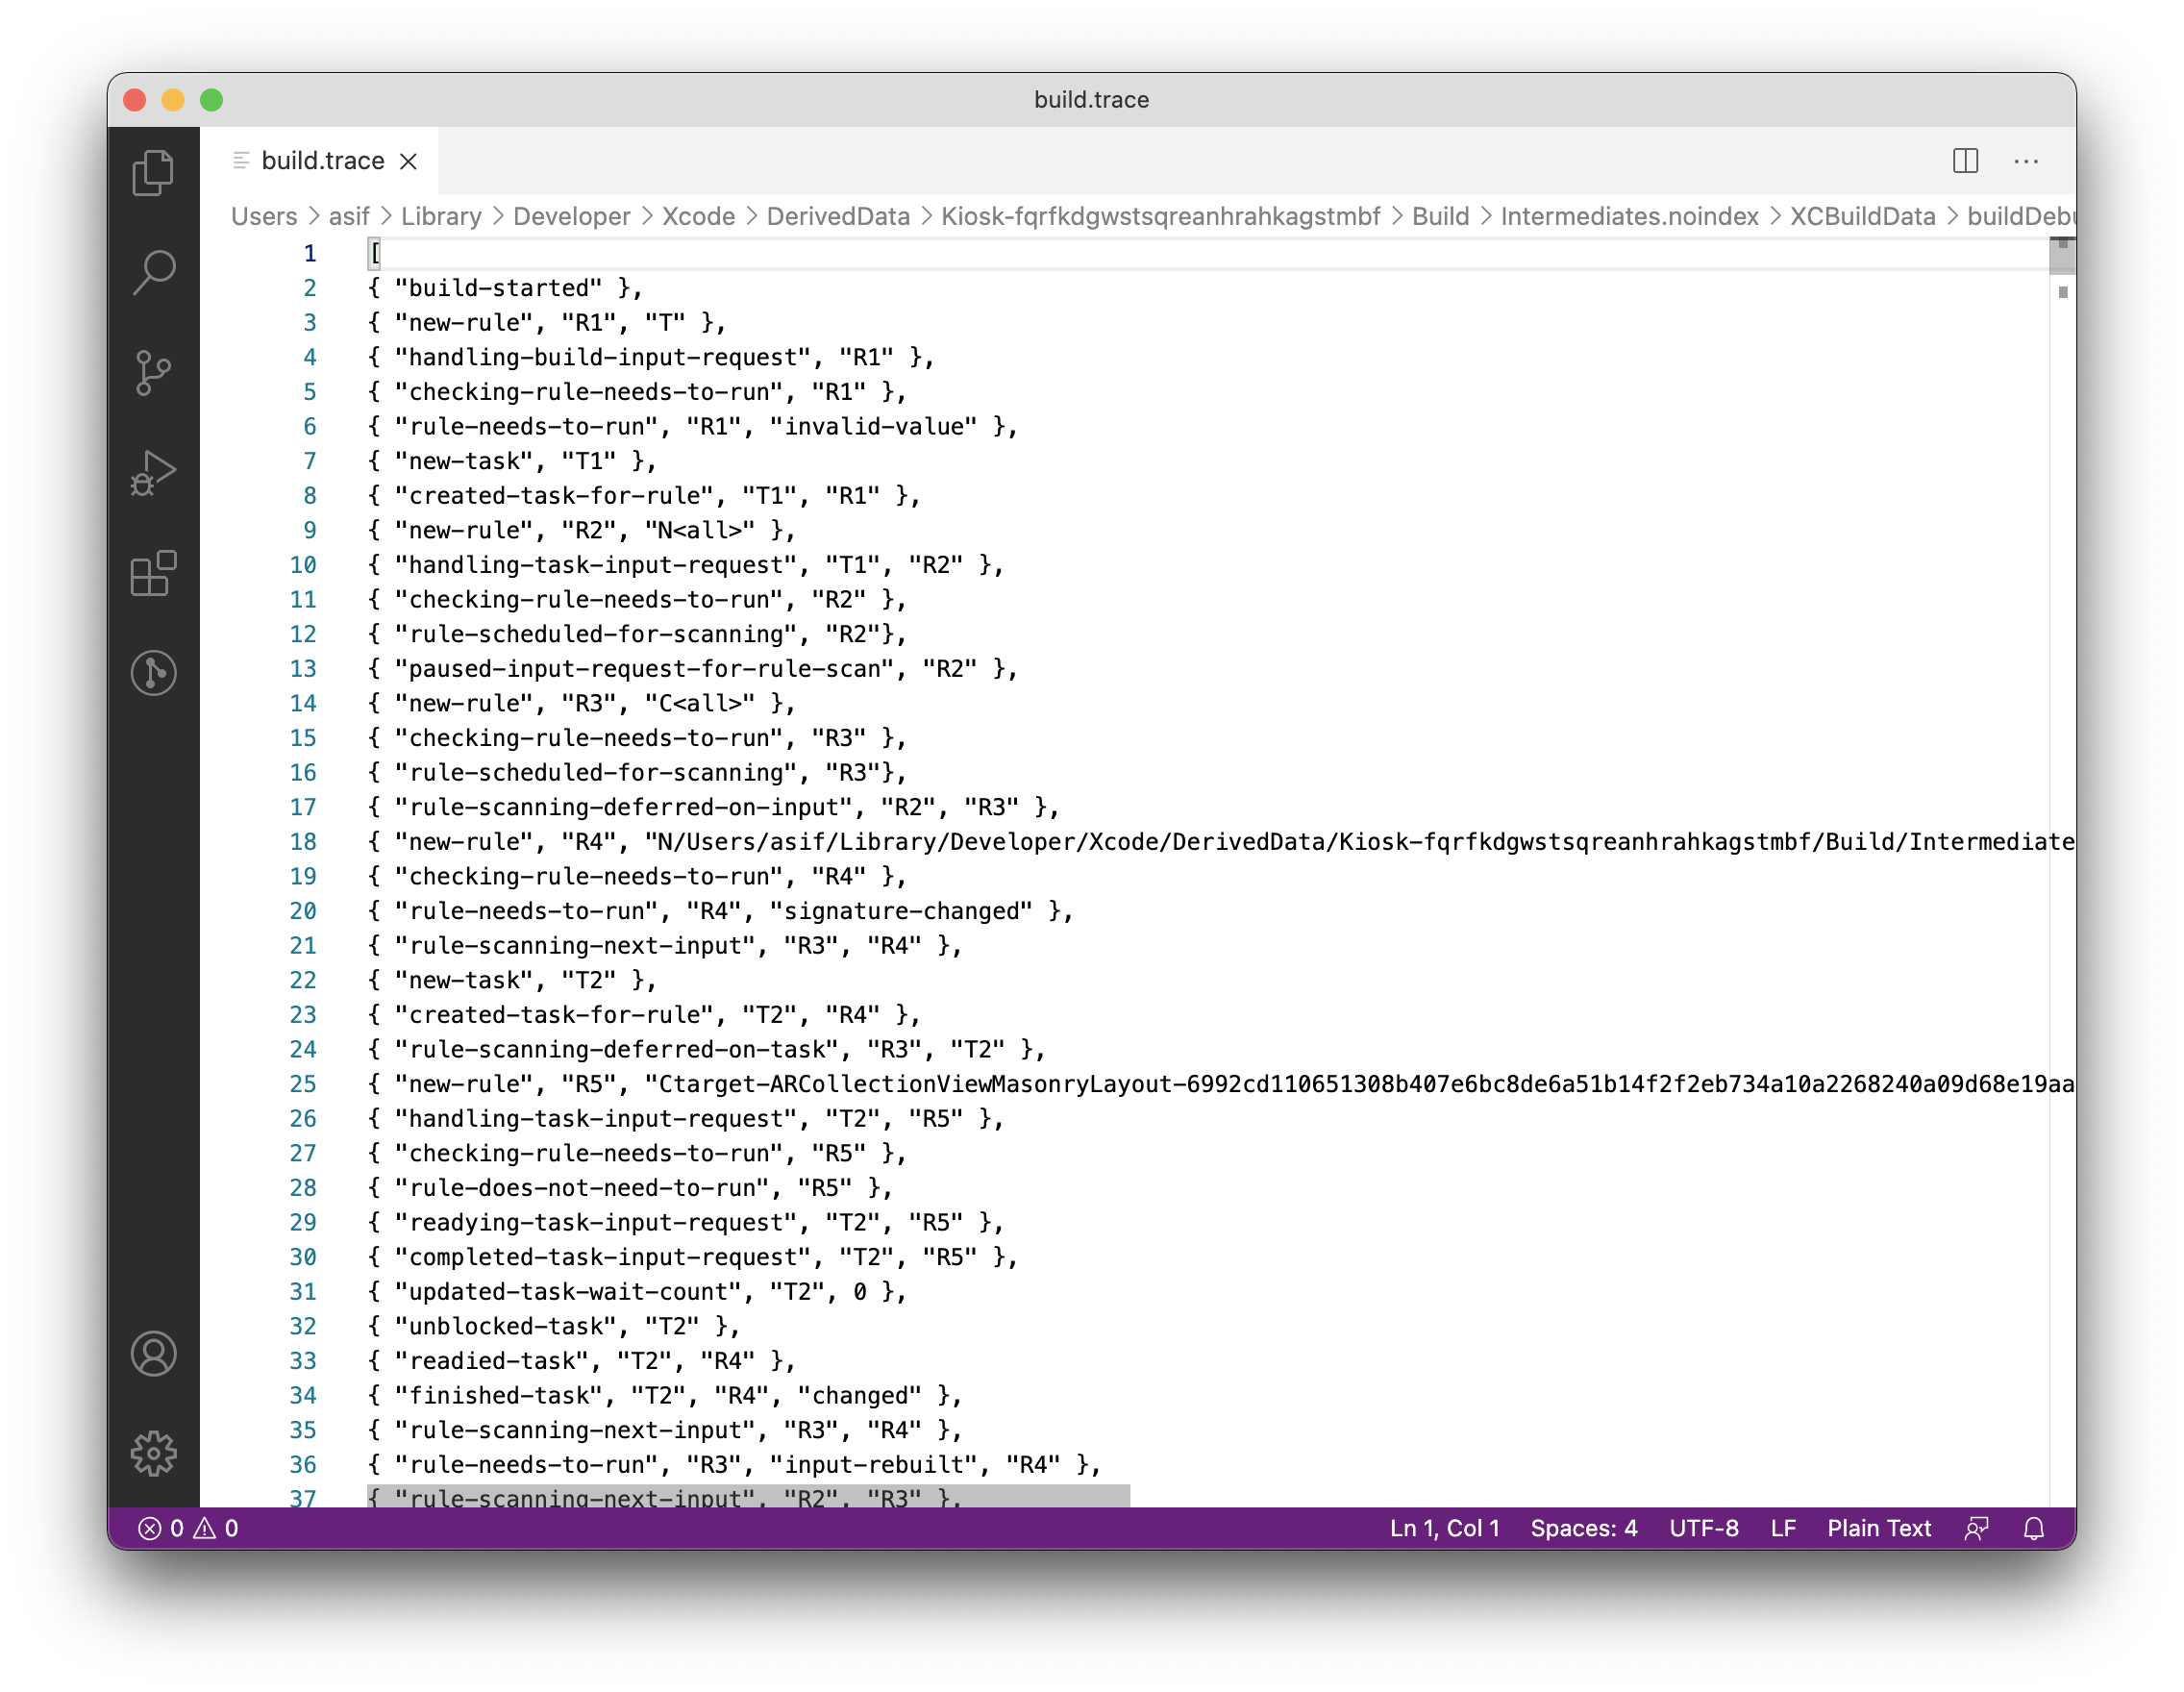 build.trace
build.trace
Users > asif > Library > Developer > Xcode > DerivedData > Kiosk-fqrfkdgwstsqreanhrahkagstmbf > Build > Intermediates.noindex > XCBuildData > buildDebu
1 [
2 { "build-started" },
3 { "new-rule", "R1", "T" },
4 { "handling-build-input-request", "R1" },
5 { "checking-rule-needs-to-run", "R1" },
6 { "rule-needs-to-run", "R1", "invalid-value" },
7 { "new-task", "T1" },
8 { "created-task-for-rule", "T1", "R1" },
9 { "new-rule", "R2", "N<all>" },
10 { "handling-task-input-request", "T1", "R2" },
11 { "checking-rule-needs-to-run", "R2" },
12 { "rule-scheduled-for-scanning", "R2"},
13 { "paused-input-request-for-rule-scan", "R2" },
14 { "new-rule", "R3", "C<all>" },
15 { "checking-rule-needs-to-run", "R3" },
16 { "rule-scheduled-for-scanning", "R3"},
17 { "rule-scanning-deferred-on-input", "R2", "R3" },
18 { "new-rule", "R4", "N/Users/asif/Library/Developer/Xcode/DerivedData/Kiosk-fqrfkdgwstsqreanhrahkagstmbf/Build/Intermediate
19 { "checking-rule-needs-to-run", "R4" },
20 { "rule-needs-to-run", "R4", "signature-changed" },
21 { "rule-scanning-next-input", "R3", "R4" },
22 { "new-task", "T2" },
23 { "created-task-for-rule", "T2", "R4" },
24 { "rule-scanning-deferred-on-task", "R3", "T2" },
25 { "new-rule", "R5", "Ctarget-ARCollectionViewMasonryLayout-6992cd110651308b407e6bc8de6a51b14f2f2eb734a10a2268240a09d68e19aa
26 { "handling-task-input-request", "T2", "R5" },
27 { "checking-rule-needs-to-run", "R5" },
28 { "rule-does-not-need-to-run", "R5" },
29 { "readying-task-input-request", "T2", "R5" },
30 { "completed-task-input-request", "T2", "R5" },
31 { "updated-task-wait-count", "T2", 0 },
32 { "unblocked-task", "T2" },
33 { "readied-task", "T2", "R4" },
34 { "finished-task", "T2", "R4", "changed" },
35 { "rule-scanning-next-input", "R3", "R4" },
36 { "rule-needs-to-run", "R3", "input-rebuilt", "R4" },
37 { "rule-scanning-next-input", "R2", "R3" },
0 0 Ln 1, Col 1 Spaces: 4 UTF-8 LF Plain Text